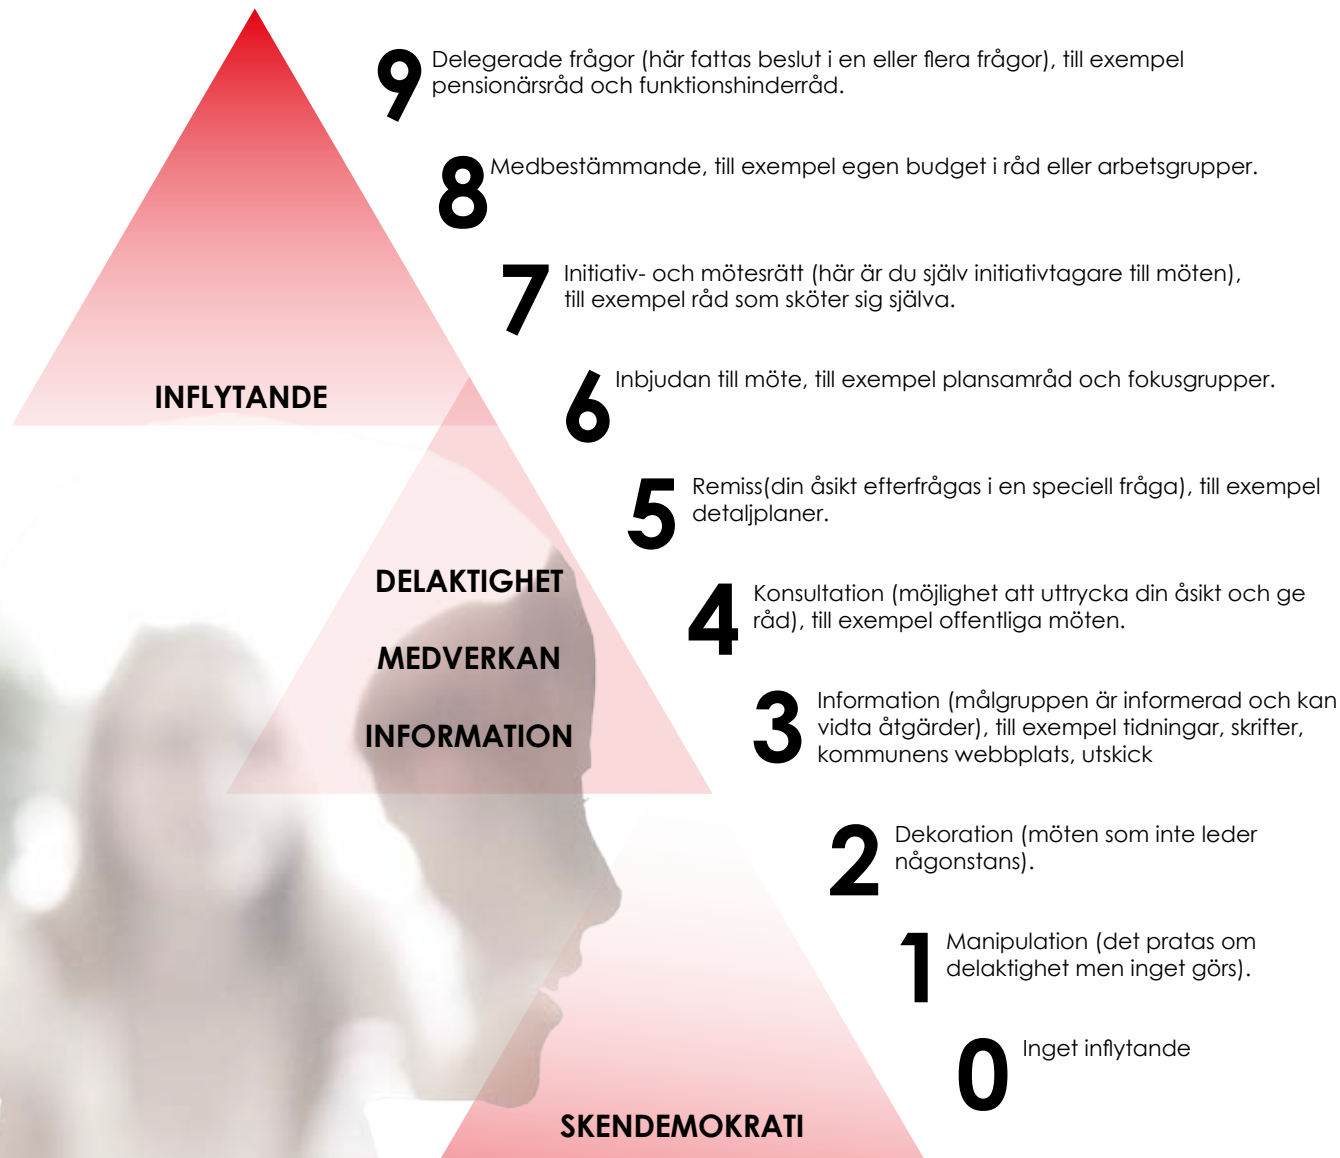 9
Delegerade frågor (här fattas beslut i en eller flera frågor), till exempel
pensionärsråd och funktionshinderråd.
8
Medbestämmande, till exempel egen budget i råd eller arbetsgrupper.
7
Initiativ- och mötesrätt (här är du själv initiativtagare till möten),
till exempel råd som sköter sig själva.
INFLYTANDE
6
Inbjudan till möte, till exempel plansamråd och fokusgrupper.
5
Remiss(din åsikt efterfrågas i en speciell fråga), till exempel
detaljplaner.
DELAKTIGHET
4
Konsultation (möjlighet att uttrycka din åsikt och ge
råd), till exempel offentliga möten.
MEDVERKAN
3
Information (målgruppen är informerad och kan
vidta åtgärder), till exempel tidningar, skrifter,
kommunens webbplats, utskick
INFORMATION
2
Dekoration (möten som inte leder
någonstans).
1
Manipulation (det pratas om
delaktighet men inget görs).
0
Inget inflytande
SKENDEMOKRATI